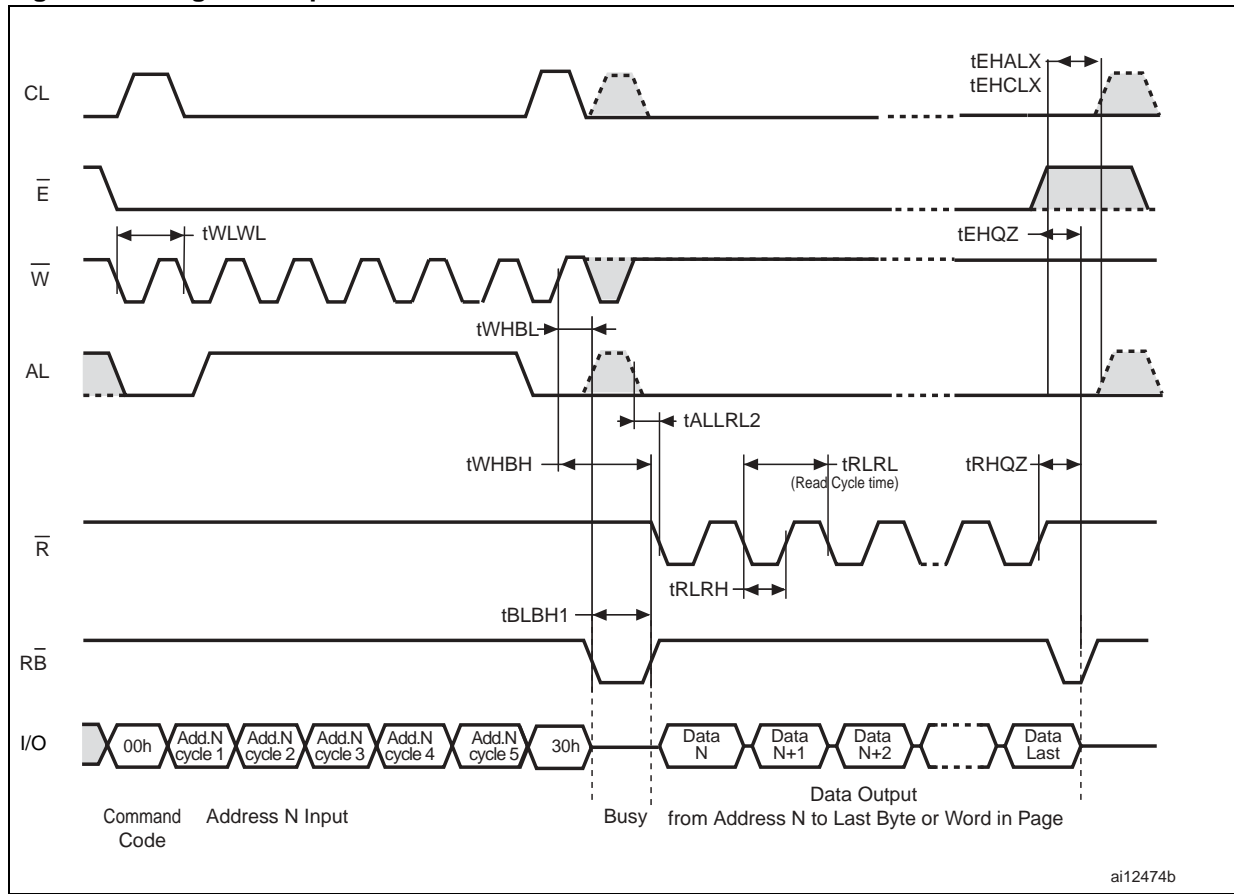 tEHALX
tEHCLX
CL
E
tWLWL
tEHQZ
W
tWHBL
AL
tALLRL2
tWHBH
tRLRL
tRHQZ
(Read Cycle time)
R
tRLRH
tBLBH1
RB
I/O
00h
Add.N
cycle 1
Add.N
cycle 2
Add.N
cycle 3
Add.N
cycle 4
Add.N
cycle 5
30h
Data
N
Data
N+1
Data
N+2
Data
Last
Command
Code
Address N Input
Busy
Data Output
from Address N to Last Byte or Word in Page
ai12474b